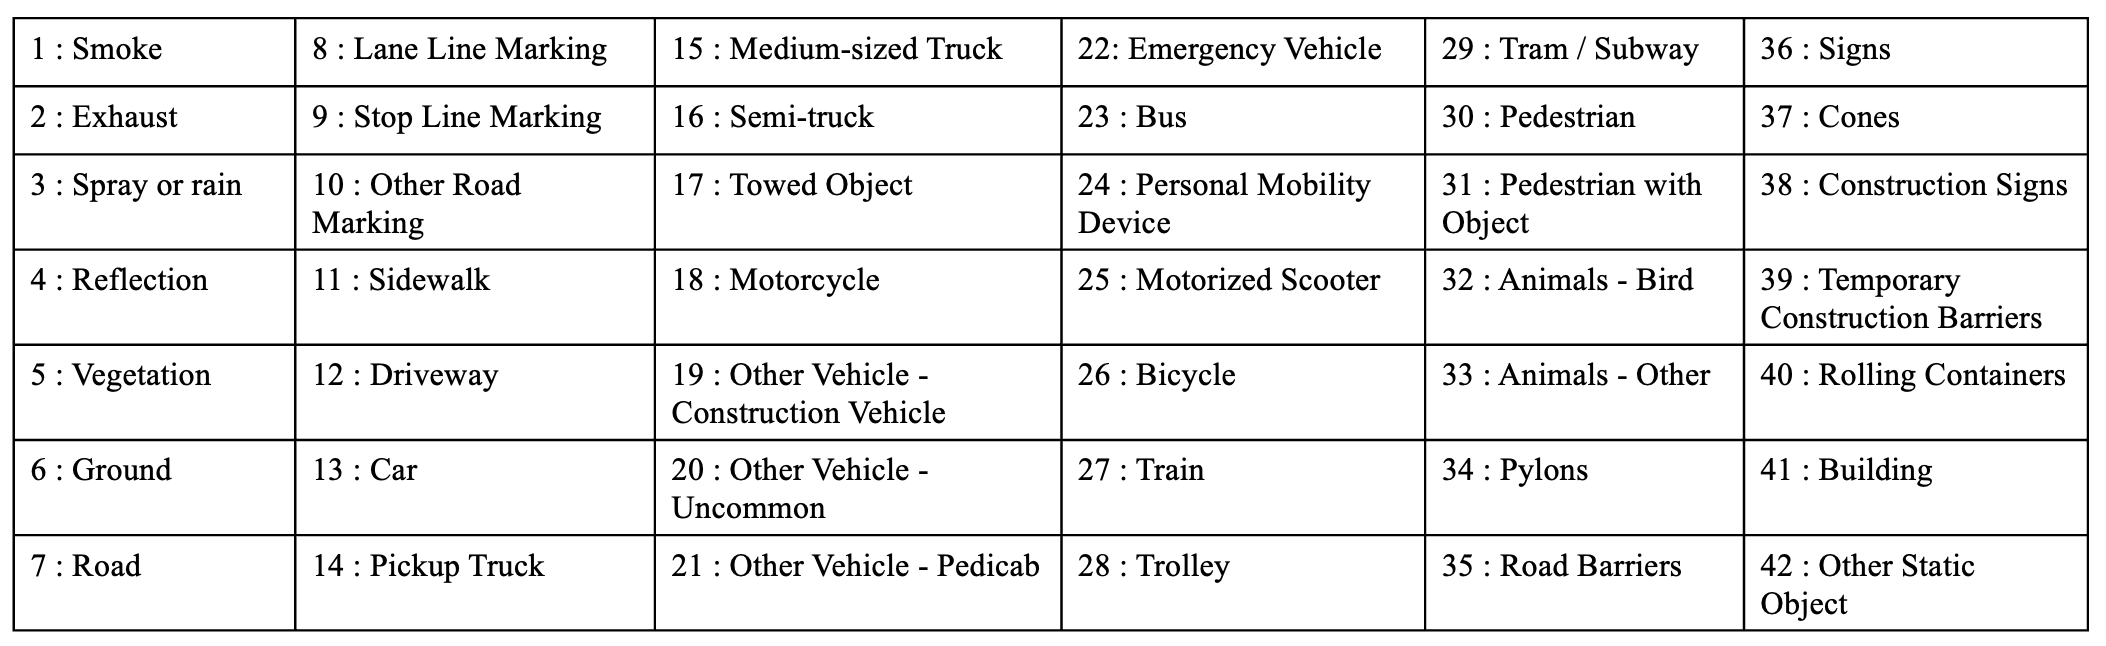 1 : Smoke
8 : Lane Line Marking
15 : Medium-sized Truck
22: Emergency Vehicle
29 : Tram / Subway
36 : Signs
2 : Exhaust
9 : Stop Line Marking
16 : Semi-truck
23 : Bus
30 : Pedestrian
37 : Cones
3 : Spray or rain
10 : Other Road
Marking
17 : Towed Object
24 : Personal Mobility
Device
31 : Pedestrian with
Object
38 : Construction Signs
4 : Reflection
11 : Sidewalk
18 : Motorcycle
25 : Motorized Scooter
32 : Animals - Bird
39 : Temporary
Construction Barriers
5 : Vegetation
12 : Driveway
19 : Other Vehicle -
Construction Vehicle
26 : Bicycle
33 : Animals - Other
40 : Rolling Containers
6 : Ground
13 : Car
20 : Other Vehicle -
Uncommon
27 : Train
34 : Pylons
41 : Building
7 : Road
14 : Pickup Truck
21 : Other Vehicle - Pedicab
28 : Trolley
35 : Road Barriers
42 : Other Static
Object